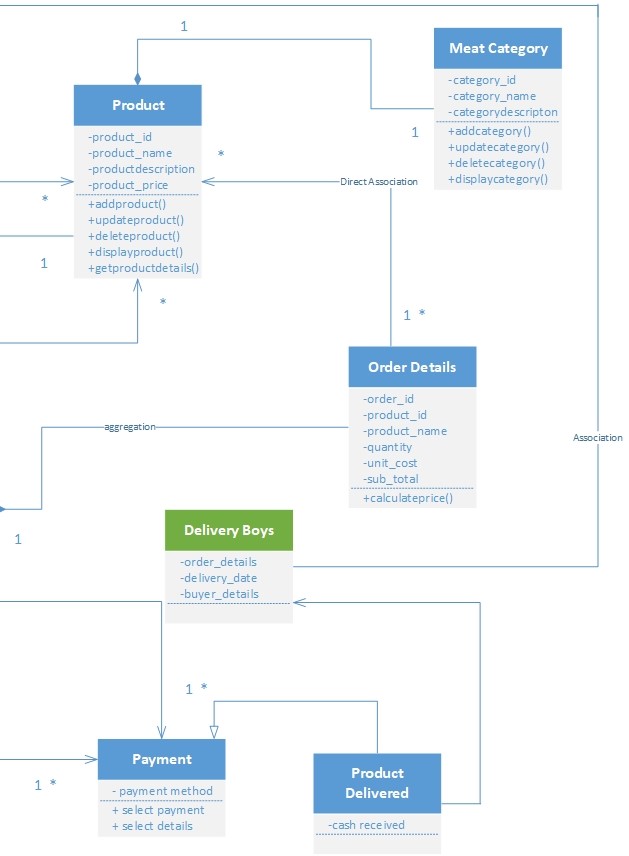 1
Meat Category
-category_id
-category_name
-categorydescripton
+addcategory()
+updatecategory()
+deletecategory()
+displaycategory()
1
Product
-product_id
-product_name
-productdescription
-product_price
+addproduct()
+updateproduct()
+deleteproduct()
+displayproduct()
+getproductdetails()
*
*
1
*
Direct Association
1 *
Order Details
-order_id
-product_id
-product_name
-quantity
-unit_cost
-sub_total
+calculateprice()
aggregation
Association
1
Delivery Boys
-order_details
-delivery_date
-buyer_details
1 *
Payment
- payment method
+ select payment
+ select details
1 *
Product
Delivered
-cash received